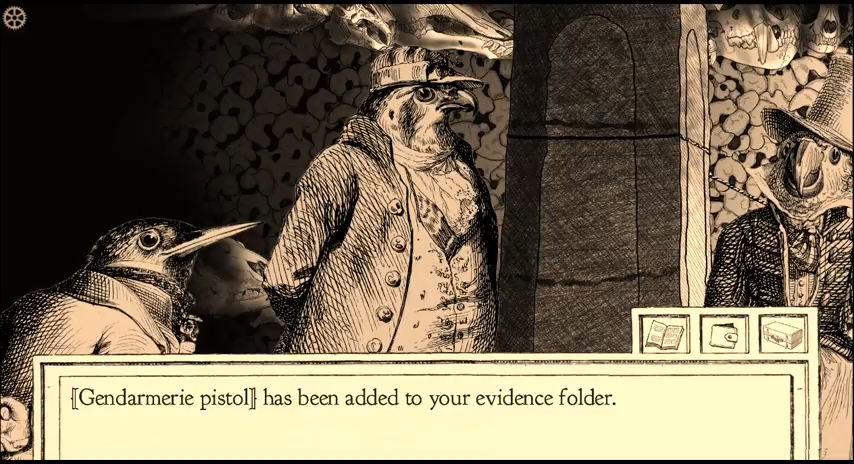 ⟦Gendarmerie pistol⟧ has been added to your evidence folder.